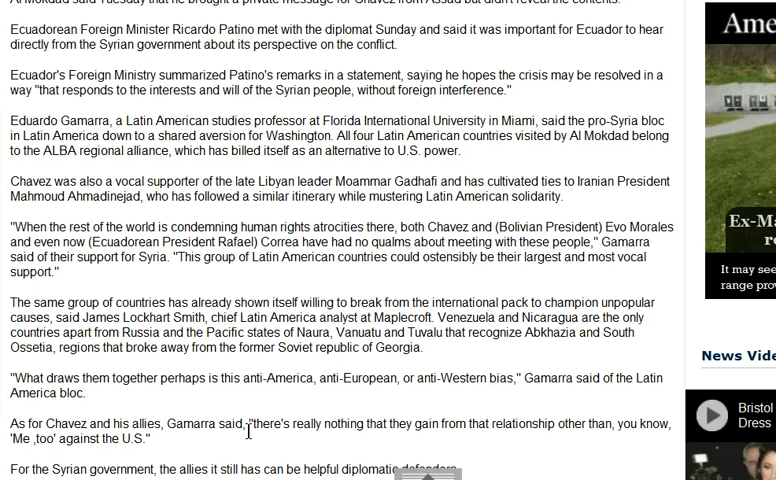 Al Mokdad said Tuesday that he brought a private message for Chavez from Assad but didn't reveal the contents.
Ecuadorean Foreign Minister Ricardo Patino met with the diplomat Sunday and said it was important for Ecuador to hear
directly from the Syrian government about its perspective on the conflict.
Ecuador's Foreign Ministry summarized Patino's remarks in a statement, saying he hopes the crisis may be resolved in a
way "that responds to the interests and will of the Syrian people, without foreign interference."
Eduardo Gamarra, a Latin American studies professor at Florida International University in Miami, said the pro-Syria bloc
in Latin America down to a shared aversion for Washington. All four Latin American countries visited by Al Mokdad belong
to the ALBA regional alliance, which has billed itself as an alternative to U.S. power.
Chavez was also a vocal supporter of the late Libyan leader Moammar Gadhafi and has cultivated ties to Iranian President
Mahmoud Ahmadinejad, who has followed a similar itinerary while mustering Latin American solidarity.
"When the rest of the world is condemning human rights atrocities there, both Chavez and (Bolivian President) Evo Morales
and even now (Ecuadorean President Rafael) Correa have had no qualms about meeting with these people," Gamarra
said of their support for Syria. "This group of Latin American countries could ostensibly be their largest and most vocal
support."
The same group of countries has already shown itself willing to break from the international pack to champion unpopular
causes, said James Lockhart Smith, chief Latin America analyst at Maplecroft. Venezuela and Nicaragua are the only
countries apart from Russia and the Pacific states of Naura, Vanuatu and Tuvalu that recognize Abkhazia and South
Ossetia, regions that broke away from the former Soviet republic of Georgia.
"What draws them together perhaps is this anti-America, anti-European, or anti-Western bias," Gamarra said of the Latin
America bloc.
As for Chavez and his allies, Gamarra said, "there's really nothing that they gain from that relationship other than, you know,
'Me ,too' against the U.S."
For the Syrian government, the allies it still has can be helpful diplomatic defenders.
Ame
Ex-Ma
re
It may see
range prov
News Vide
Bristol
Dress